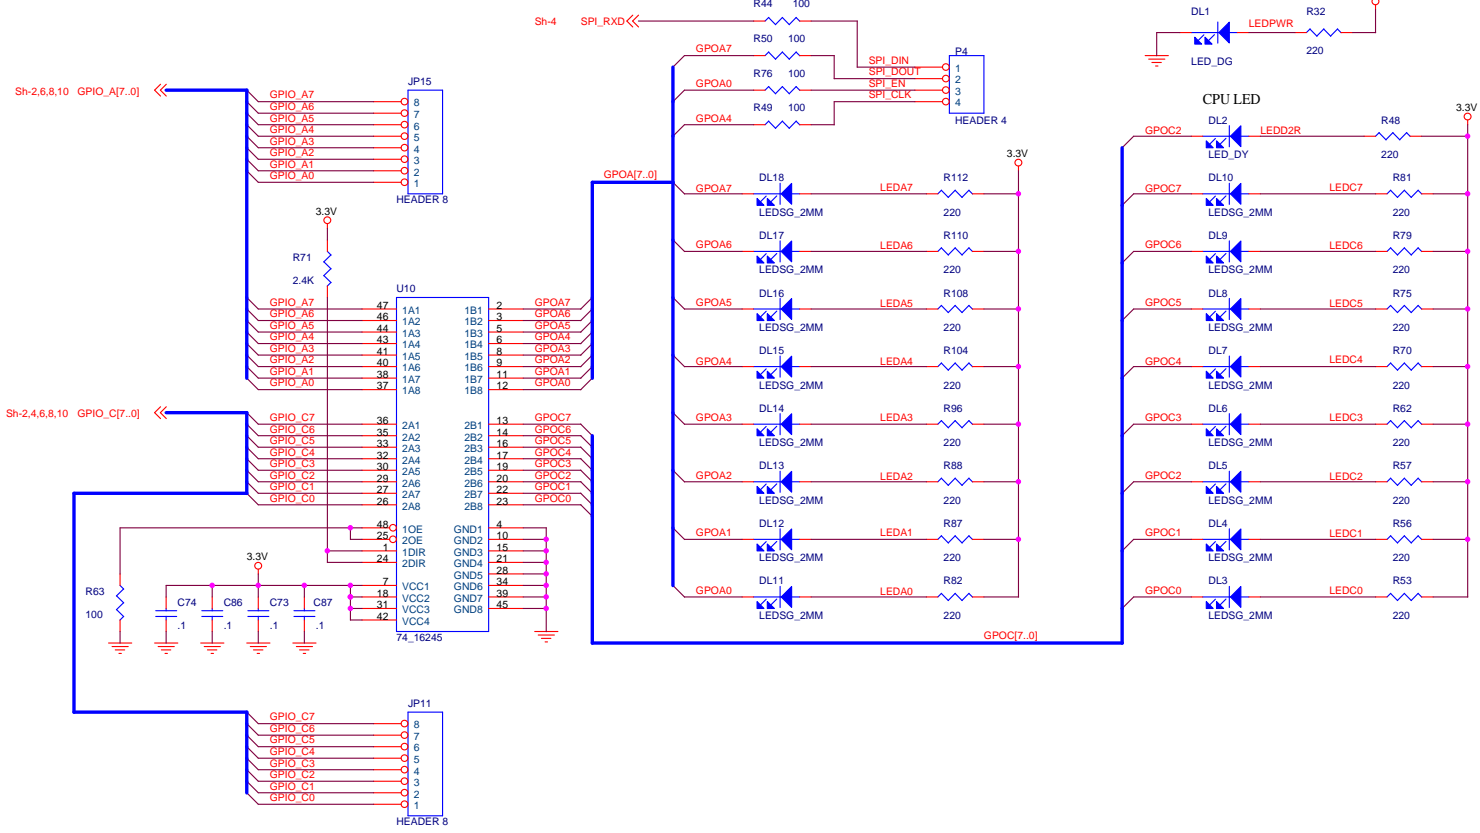 R44 100
Sh-4 SPI_RXD
R50 100
GPOA7
R76 100
GPOA0
R49 100
GPOA4
SPI_DIN
SPI_DOUT
SPI_EN
SPI_CLK
P4
1
2
3
4
HEADER 4
DL1
LEDPWR
R32
220
LED_DG
CPU LED
3.3V
GPOC2 DL2 LEDD2R R48
LED_DY 220
Sh-2,6,8,10 GPIO_A[7..0]
JP15
GPIO_A7 8
GPIO_A6 7
GPIO_A5 6
GPIO_A4 5
GPIO_A3 4
GPIO_A2 3
GPIO_A1 2
GPIO_A0 1
HEADER 8
3.3V
R71
2.4K
U10
GPIO_A7 47 1A1 1B1 2 GPOA7
GPIO_A6 46 1A2 1B2 3 GPOA6
GPIO_A5 44 1A3 1B3 5 GPOA5
GPIO_A4 43 1A4 1B4 6 GPOA4
GPIO_A3 41 1A5 1B5 8 GPOA3
GPIO_A2 40 1A6 1B6 9 GPOA2
GPIO_A1 38 1A7 1B7 11 GPOA1
GPIO_A0 37 1A8 1B8 12 GPOA0
Sh-2,4,6,8,10 GPIO_C[7..0]
GPIO_C7 36 2A1 2B1 13 GPOC7
GPIO_C6 35 2A2 2B2 14 GPOC6
GPIO_C5 33 2A3 2B3 16 GPOC5
GPIO_C4 32 2A4 2B4 17 GPOC4
GPIO_C3 30 2A5 2B5 19 GPOC3
GPIO_C2 29 2A6 2B6 20 GPOC2
GPIO_C1 27 2A7 2B7 22 GPOC1
GPIO_C0 26 2A8 2B8 23 GPOC0
48 1OE GND1 4
25 2OE GND2 10
1 1DIR GND3 15
24 2DIR GND4 21
GND5 28
7 VCC1 GND6 34
18 VCC2 GND7 39
31 VCC3 GND8 45
42 VCC4
74_16245
R63
100
3.3V
C74 C86 C73 C87
.1 .1 .1 .1
GPOA[7..0]
3.3V
GPOA7 DL18 LEDA7 R112
LEDSG_2MM 220
GPOA6 DL17 LEDA6 R110
LEDSG_2MM 220
GPOA5 DL16 LEDA5 R108
LEDSG_2MM 220
GPOA4 DL15 LEDA4 R104
LEDSG_2MM 220
GPOA3 DL14 LEDA3 R96
LEDSG_2MM 220
GPOA2 DL13 LEDA2 R88
LEDSG_2MM 220
GPOA1 DL12 LEDA1 R87
LEDSG_2MM 220
GPOA0 DL11 LEDA0 R82
LEDSG_2MM 220
GPOC7 DL10 LEDC7 R81
LEDSG_2MM 220
GPOC6 DL9 LEDC6 R79
LEDSG_2MM 220
GPOC5 DL8 LEDC5 R75
LEDSG_2MM 220
GPOC4 DL7 LEDC4 R70
LEDSG_2MM 220
GPOC3 DL6 LEDC3 R62
LEDSG_2MM 220
GPOC2 DL5 LEDC2 R57
LEDSG_2MM 220
GPOC1 DL4 LEDC1 R56
LEDSG_2MM 220
GPOC0 DL3 LEDC0 R53
LEDSG_2MM 220
GPOC[7..0]
JP11
GPIO_C7 8
GPIO_C6 7
GPIO_C5 6
GPIO_C4 5
GPIO_C3 4
GPIO_C2 3
GPIO_C1 2
GPIO_C0 1
HEADER 8